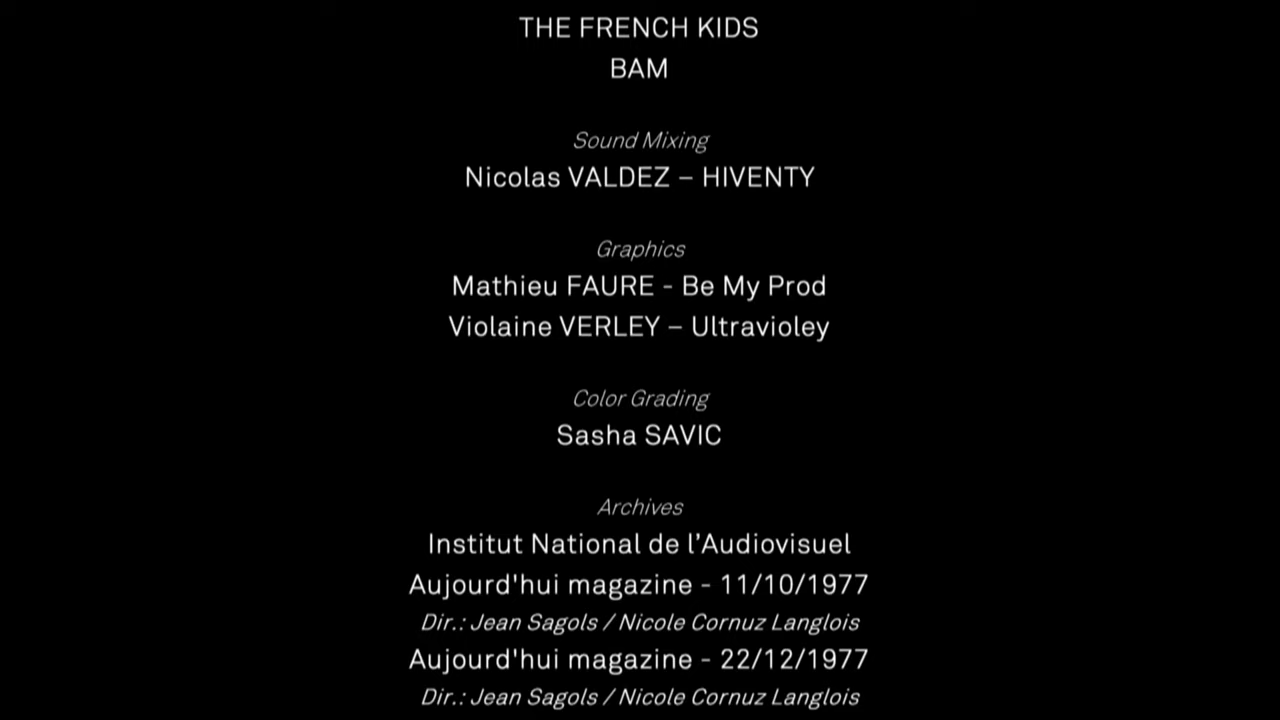 THE FRENCH KIDS
BAM
Sound Mixing
Nicolas VALDEZ – HIVENTY
Graphics
Mathieu FAURE - Be My Prod
Violaine VERLEY – Ultravioley
Color Grading
Sasha SAVIC
Archives
Institut National de l’Audiovisuel
Aujourd'hui magazine - 11/10/1977
Dir.: Jean Sagols / Nicole Cornuz Langlois
Aujourd'hui magazine - 22/12/1977
Dir.: Jean Sagols / Nicole Cornuz Langlois